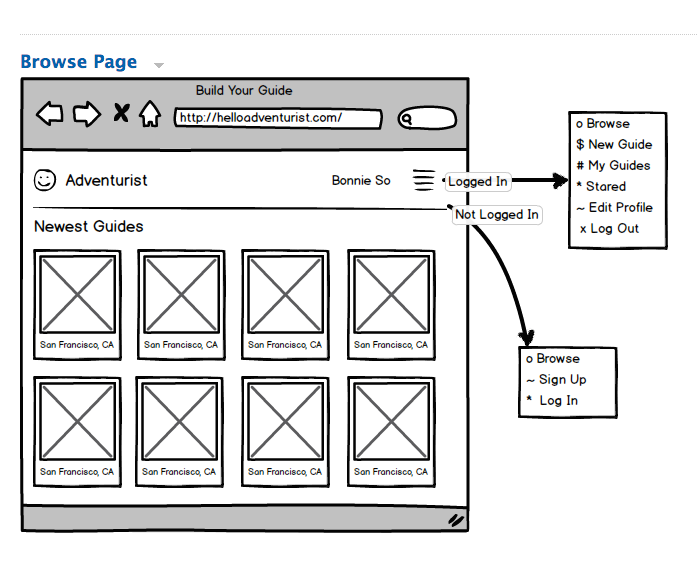 Browse Page
Build Your Guide
http://helloadventurist.com/
Adventurist
Bonnie So
Logged In
Not Logged In
o Browse
$ New Guide
# My Guides
* Stared
~ Edit Profile
x Log Out
Newest Guides
San Francisco, CA
San Francisco, CA
San Francisco, CA
San Francisco, CA
San Francisco, CA
San Francisco, CA
San Francisco, CA
San Francisco, CA
o Browse
~ Sign Up
* Log In